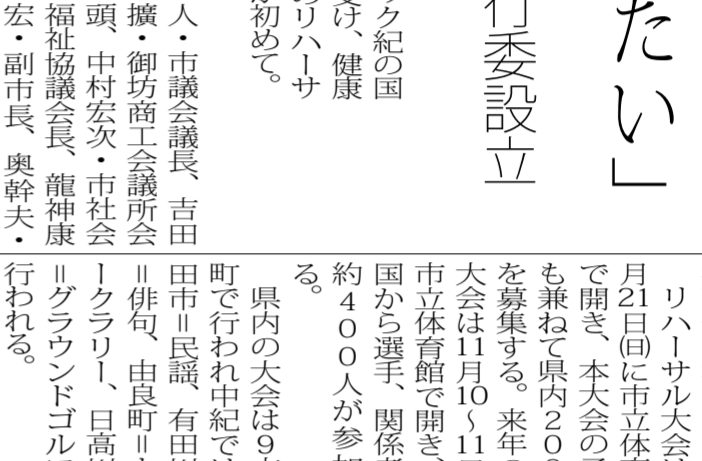 たい」
行委設立
ク紀の国
受け、健康
のリハーサ
初めて。
人・市議会議長、吉田
擴・御坊商工会議所会
頭、中村宏次・市社会
福祉協議会長、龍神康
宏・副市長、奥幹夫・
リハーサル大会
月21日㈰に市立体
で開き、本大会の
も兼ねて県内20
を募集する。来年
大会は11月10～11
市立体育館で開き、
国から選手、関係
約400人が参
る。
県内の大会は9
町で行われ中紀で
田市＝民謡、有田
＝俳句、由良町＝
ークラリー、日高
＝グラウンドゴル
行われる。